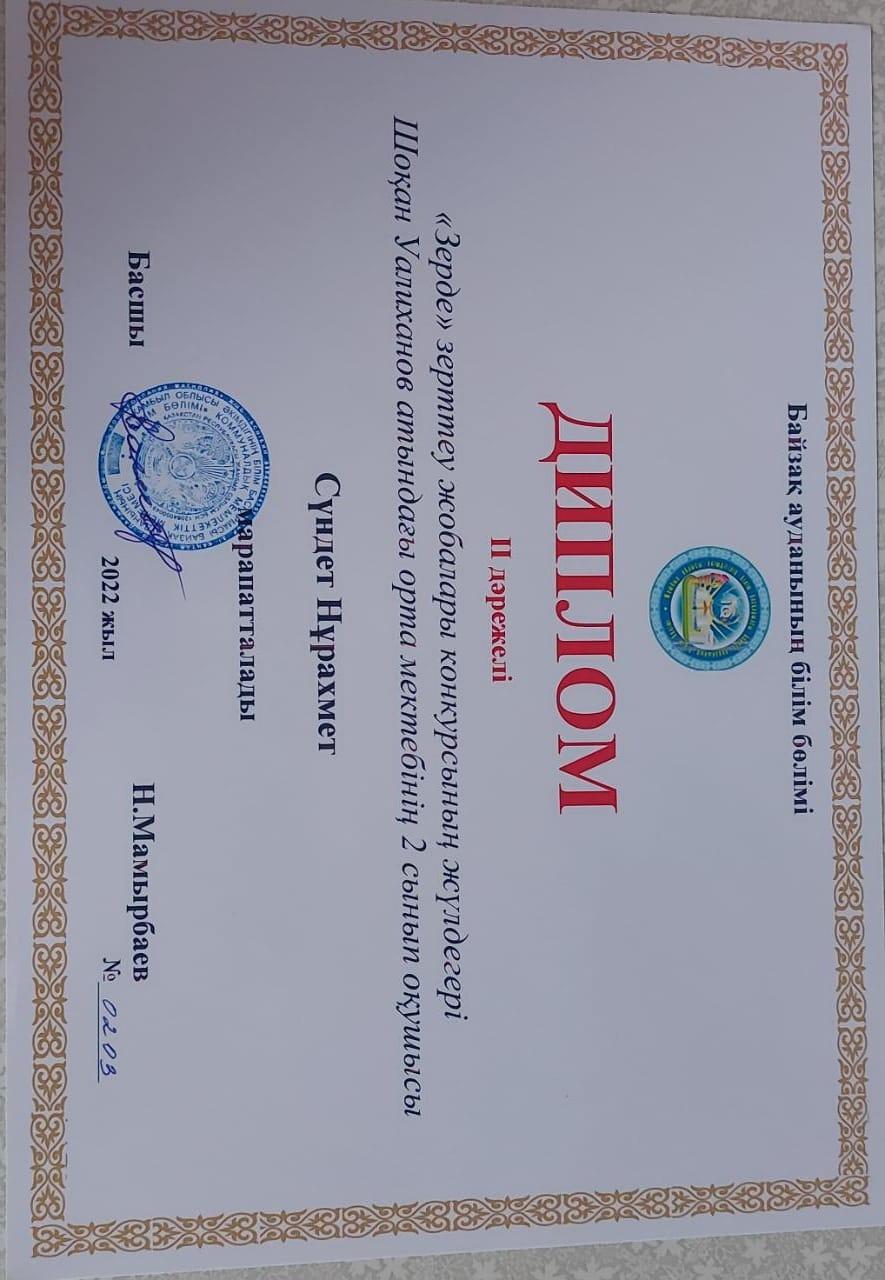 Байзақ ауданының білім бөлімі
ДИПЛОМ
ІІ дәрежелі
«Зерде» зерттеу жобалары конкурсының жүлдегері
Шоқан Уалиханов атындағы орта мектебінің 2 сынып оқушысы
Сүндет Нұрахмет
марапатталады
Басшы
Н.Мамырбаев
2022 жыл
№ 0203